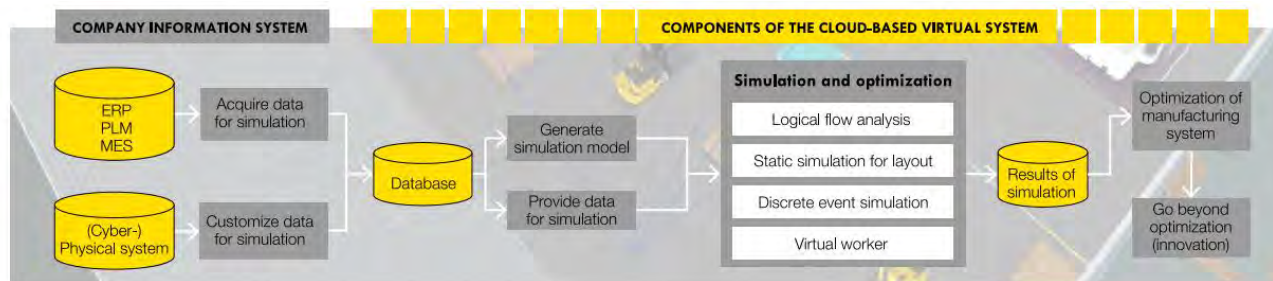 COMPANY INFORMATION SYSTEM
COMPONENTS OF THE CLOUD-BASED VIRTUAL SYSTEM
ERP
PLM
MES
Acquire data
for simulation
(Cyber-)
Physical system
Customize data
for simulation
Database
Generate
simulation model
Provide data
for simulation
Simulation and optimization
Logical flow analysis
Static simulation for layout
Discrete event simulation
Virtual worker
Results of
simulation
Optimization of
manufacturing
system
Go beyond
optimization
(innovation)